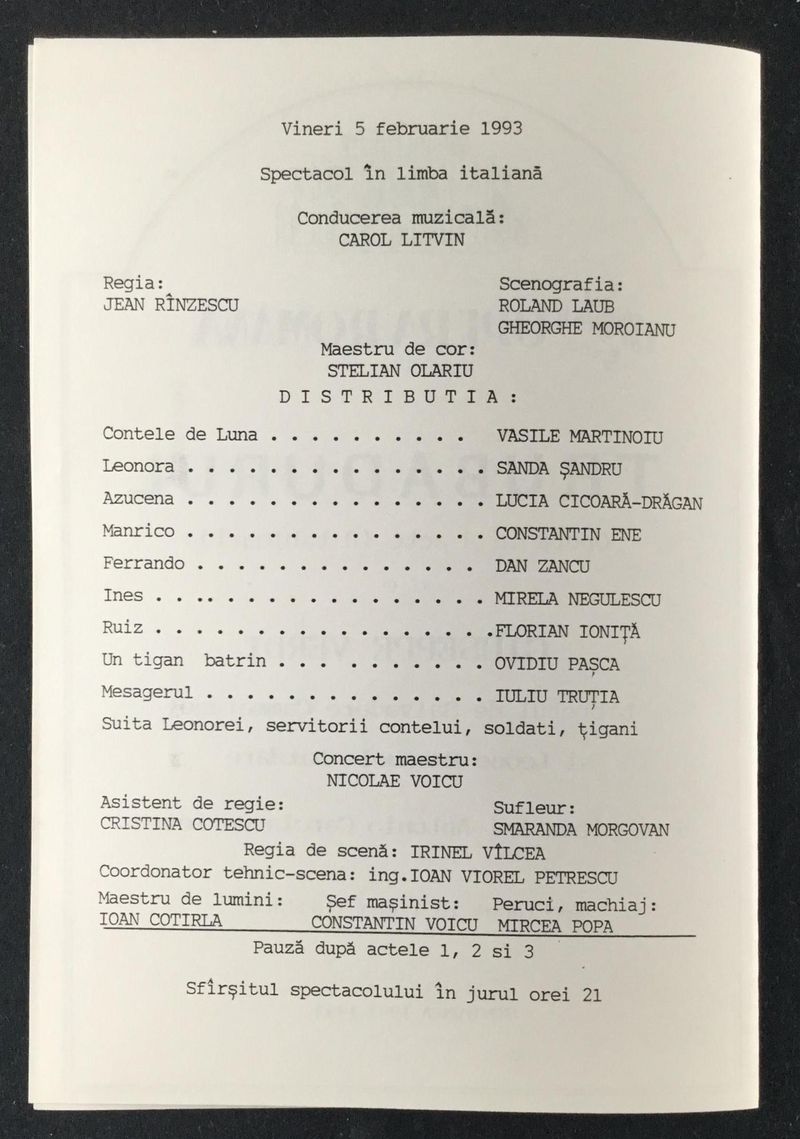 Vineri 5 februarie 1993
Spectacol în limba italiană
Conducerea muzicală:
CAROL LITVIN
Regia:
JEAN RÎNZESCU
Scenografia:
ROLAND LAUB
GHEORGHE MOROIANU
Maestru de cor:
STELIAN OLARIU
D I S T R I B U T I A :
Contele de Luna . . . . . . . . . . VASILE MARTINOIU
Leonora . . . . . . . . . . . . . . . SANDA ŞANDRU
Azucena . . . . . . . . . . . . . . . LUCIA CICOARĂ-DRĂGAN
Manrico . . . . . . . . . . . . . . . CONSTANTIN ENE
Ferrando . . . . . . . . . . . . . . DAN ZANCU
Ines . . .. . . . . . . . . . . . . . MIRELA NEGULESCU
Ruiz . . . . . . . . . . . . . . . . .FLORIAN IONIŢĂ
Un tigan batrin . . . . . . . . . . . OVIDIU PAŞCA
Mesagerul . . . . . . . . . . . . . . IULIU TRUŢIA
Suita Leonorei, servitorii contelui, soldati, ţigani
Concert maestru:
NICOLAE VOICU
Asistent de regie:
CRISTINA COTESCU
Sufleur:
SMARANDA MORGOVAN
Regia de scenă: IRINEL VÎLCEA
Coordonator tehnic-scena: ing.IOAN VIOREL PETRESCU
Maestru de lumini: Şef maşinist: Peruci, machiaj:
IOAN COTIRLA CONSTANTIN VOICU MIRCEA POPA
Pauză după actele 1, 2 si 3
Sfîrşitul spectacolului în jurul orei 21